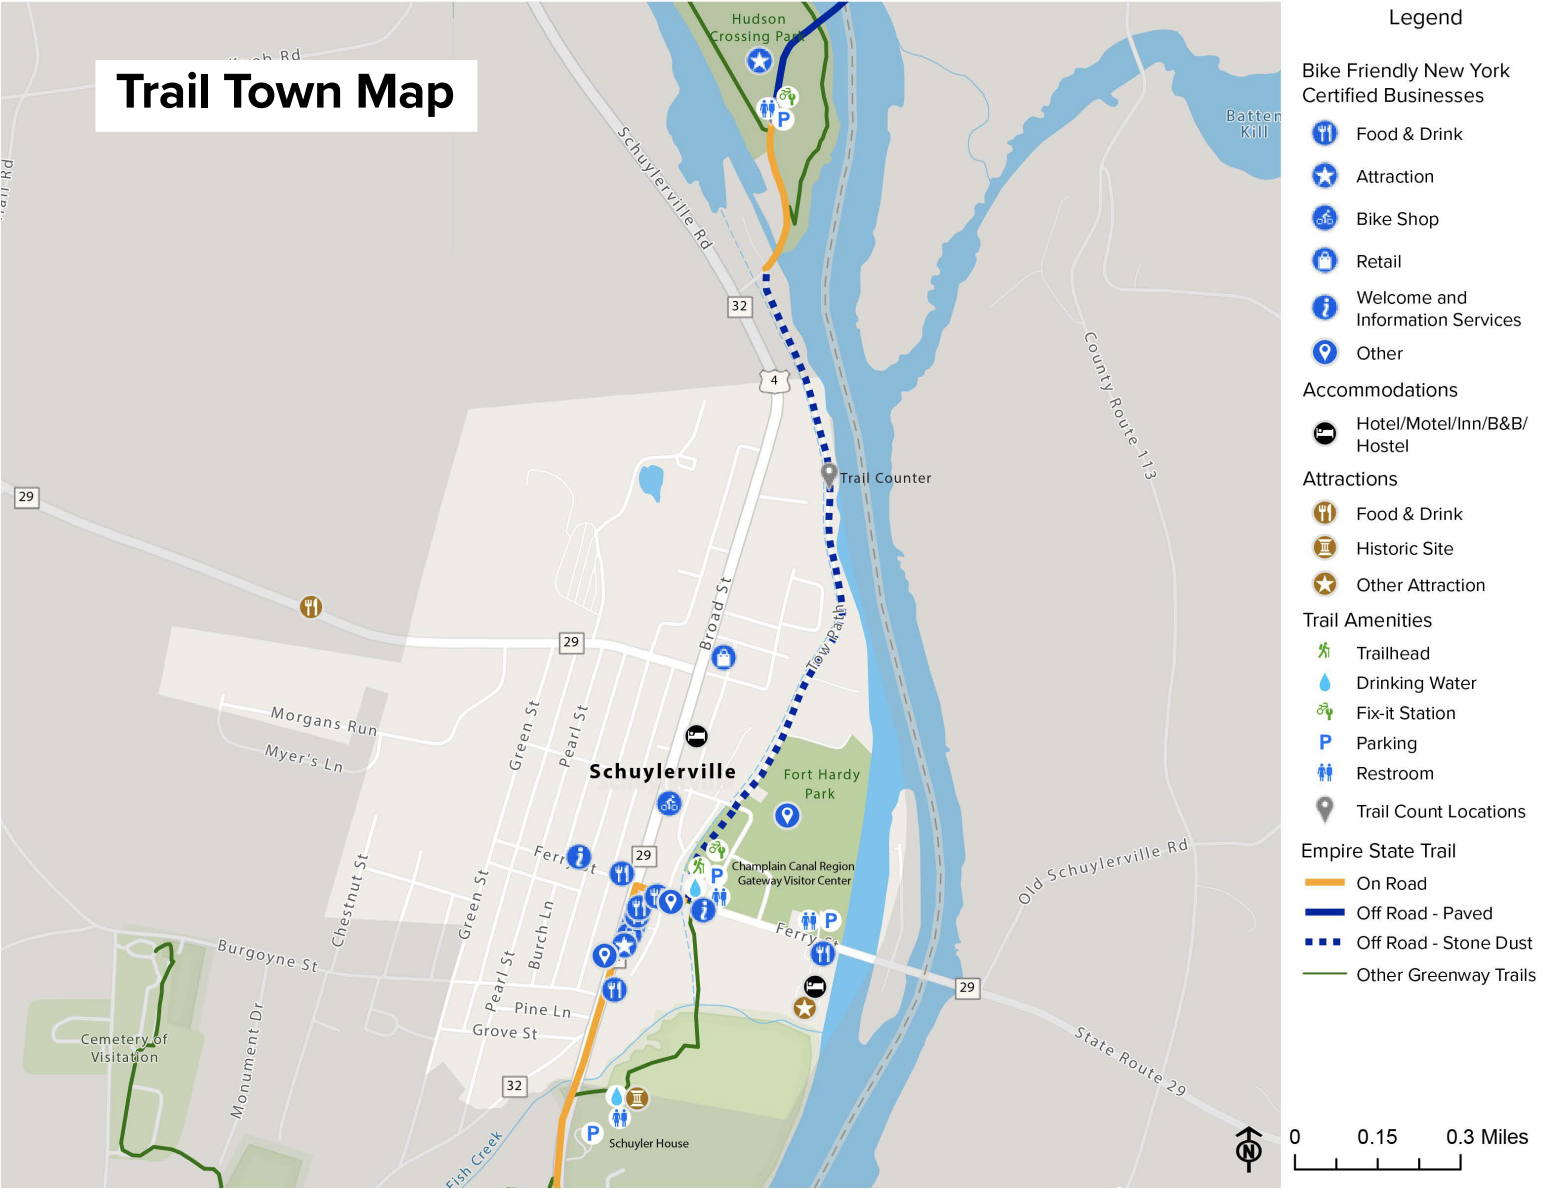 Hudson
Crossing Park
Trail Town Map
Schuylerville Rd
Batten
Kill
P
32
4
County Route 113
29
Trail Counter
29
Broad St
Tow Path
Morgans Run
Myer's Ln
Green St
Pearl St
Schuylerville
Fort Hardy
Park
29
Ferry St
Champlain Canal Region
Gateway Visitor Center
P
Old Schuylerville Rd
Chestnut St
Green St
Burch Ln
Pearl St
Ferry St
P
Burgoyne St
29
Pine Ln
Grove St
Cemetery of
Visitation
Monument Dr
State Route 29
32
P
Schuyler House
Fish Creek
N
Legend
Bike Friendly New York
Certified Businesses
Food & Drink
Attraction
Bike Shop
Retail
Welcome and
Information Services
Other
Accommodations
Hotel/Motel/Inn/B&B/
Hostel
Attractions
Food & Drink
Historic Site
Other Attraction
Trail Amenities
Trailhead
Drinking Water
Fix-it Station
P Parking
Restroom
Trail Count Locations
Empire State Trail
On Road
Off Road - Paved
Off Road - Stone Dust
Other Greenway Trails
0 0.15 0.3 Miles